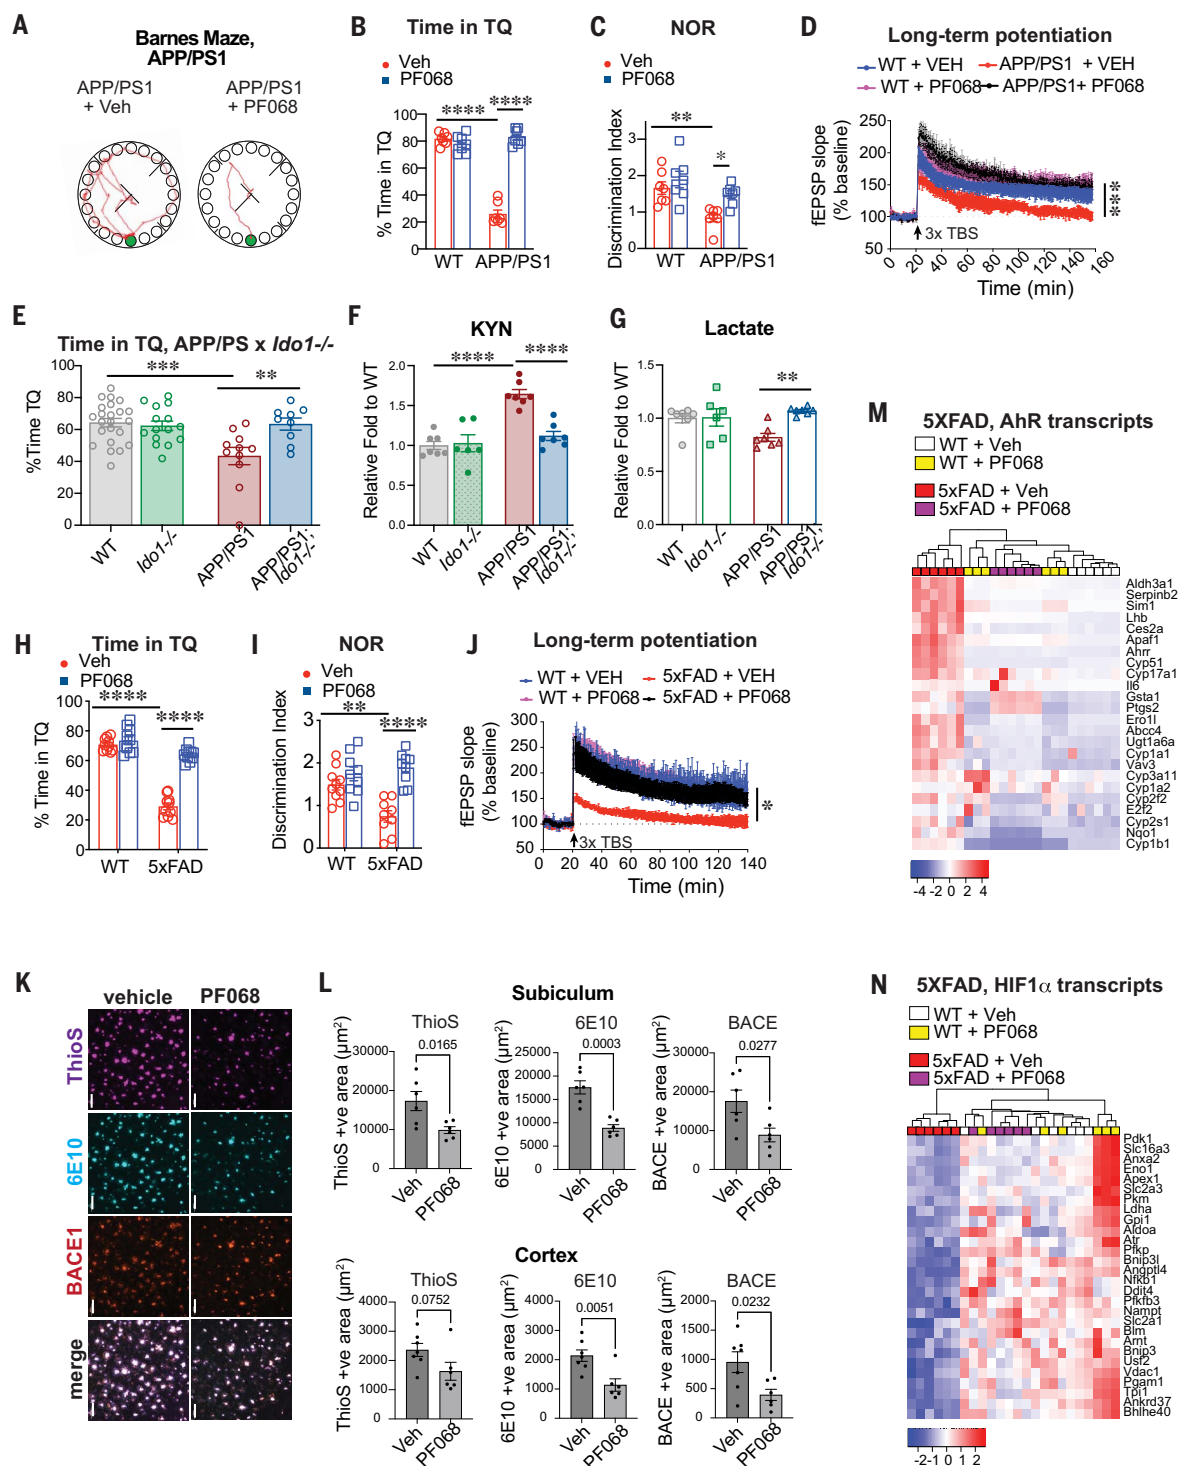 A
Barnes Maze,
APP/PS1
APP/PS1
+ Veh
APP/PS1
+ PF068
B
Time in TQ
Veh
PF068
****
****
% Time in TQ
100
80
60
40
20
0
WT
APP/PS1
C
NOR
Veh
PF068
**
*
Discrimination Index
3
2
1
0
WT
APP/PS1
D
Long-term potentiation
WT + VEH
APP/PS1 + VEH
WT + PF068
APP/PS1+ PF068
fEPSP slope
(% baseline)
250
200
150
100
50
***
3x TBS
0
20
40
60
80
100
120
140
160
Time (min)
E
Time in TQ, APP/PS x Ido1-/-
***
**
%Time TQ
100
80
60
40
20
0
WT
Ido1-/-
APP/PS1
APP/PS1;
Ido1-/-
F
KYN
****
****
Relative Fold to WT
2.0
1.5
1.0
0.5
0.0
WT
Ido1-/-
APP/PS1
APP/PS1;
Ido1-/-
G
Lactate
**
Relative Fold to WT
1.5
1.0
0.5
0.0
WT
Ido1-/-
APP/PS1
APP/PS1;
Ido1-/-
H
Time in TQ
Veh
PF068
****
****
% Time in TQ
100
80
60
40
20
0
WT
5xFAD
I
NOR
Veh
PF068
**
****
Discrimination Index
3
2
1
0
WT
5xFAD
J
Long-term potentiation
WT + VEH
5xFAD + VEH
WT + PF068
5xFAD + PF068
fEPSP slope
(% baseline)
300
250
200
150
100
50
*
3x TBS
0
20
40
60
80
100
120
140
Time (min)
K
vehicle
PF068
ThioS
6E10
BACE1
merge
L
Subiculum
ThioS
0.0165
ThioS +ve area (μm²)
30000
20000
10000
0
Veh
PF068
6E10
0.0003
6E10 +ve area (μm²)
25000
20000
15000
10000
5000
0
Veh
PF068
BACE
0.0277
BACE +ve area (μm²)
30000
20000
10000
0
Veh
PF068
Cortex
ThioS
0.0752
ThioS +ve area (μm²)
4000
3000
2000
1000
0
Veh
PF068
6E10
0.0051
6E10 +ve area (μm²)
4000
3000
2000
1000
0
Veh
PF068
BACE
0.0232
BACE +ve area (μm²)
2000
1500
1000
500
0
Veh
PF068
M
5XFAD, AhR transcripts
WT + Veh
WT + PF068
5xFAD + Veh
5xFAD + PF068
Aldh3a1
Serpinb2
Sim1
Lhb
Ces2a
Apaf1
Ahrr
Cyp51
Cyp17a1
Il6
Gsta1
Ptgs2
Ero1l
Abcc4
Ugt1a6a
Cyp1a1
Vav3
Cyp3a11
Cyp1a2
Cyp2f2
E2f2
Cyp2s1
Nqo1
Cyp1b1
-4 -2 0 2 4
N
5XFAD, HIF1α transcripts
WT + Veh
WT + PF068
5xFAD + Veh
5xFAD + PF068
Pdk1
Slc16a3
Anxa2
Eno1
Apex1
Slc2a3
Pkm
Ldha
Gpi1
Aldoa
Atr
Pfkp
Bnip3l
Angptl4
Nfkb1
Ddit4
Pfkfb3
Nampt
Slc2a1
Blm
Arnt
Bnip3
Usf2
Vdac1
Pgam1
Tpi1
Ankrd37
Bhlhe40
-2 -1 0 1 2